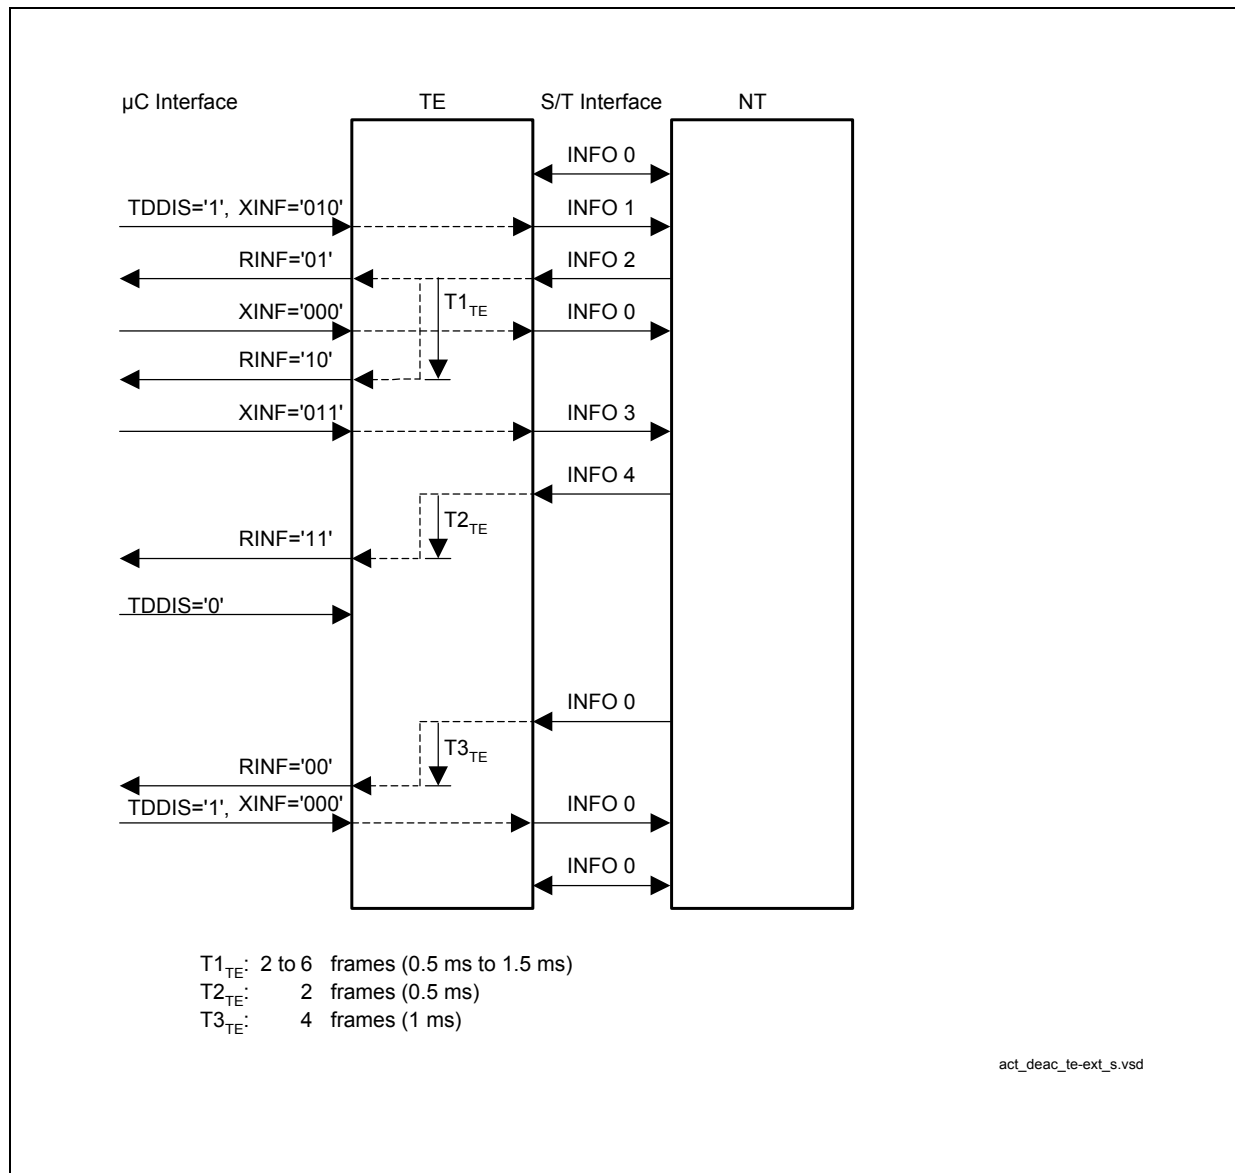 µC Interface TE S/T Interface NT
INFO 0
TDDIS='1', XINF='010' INFO 1
RINF='01' INFO 2
T1TE
XINF='000' INFO 0
RINF='10'
XINF='011' INFO 3
INFO 4
T2TE
RINF='11'
TDDIS='0'
INFO 0
T3TE
RINF='00'
TDDIS='1', XINF='000' INFO 0
INFO 0
T1TE: 2 to 6 frames (0.5 ms to 1.5 ms)
T2TE: 2 frames (0.5 ms)
T3TE: 4 frames (1 ms)
act_deac_te-ext_s.vsd